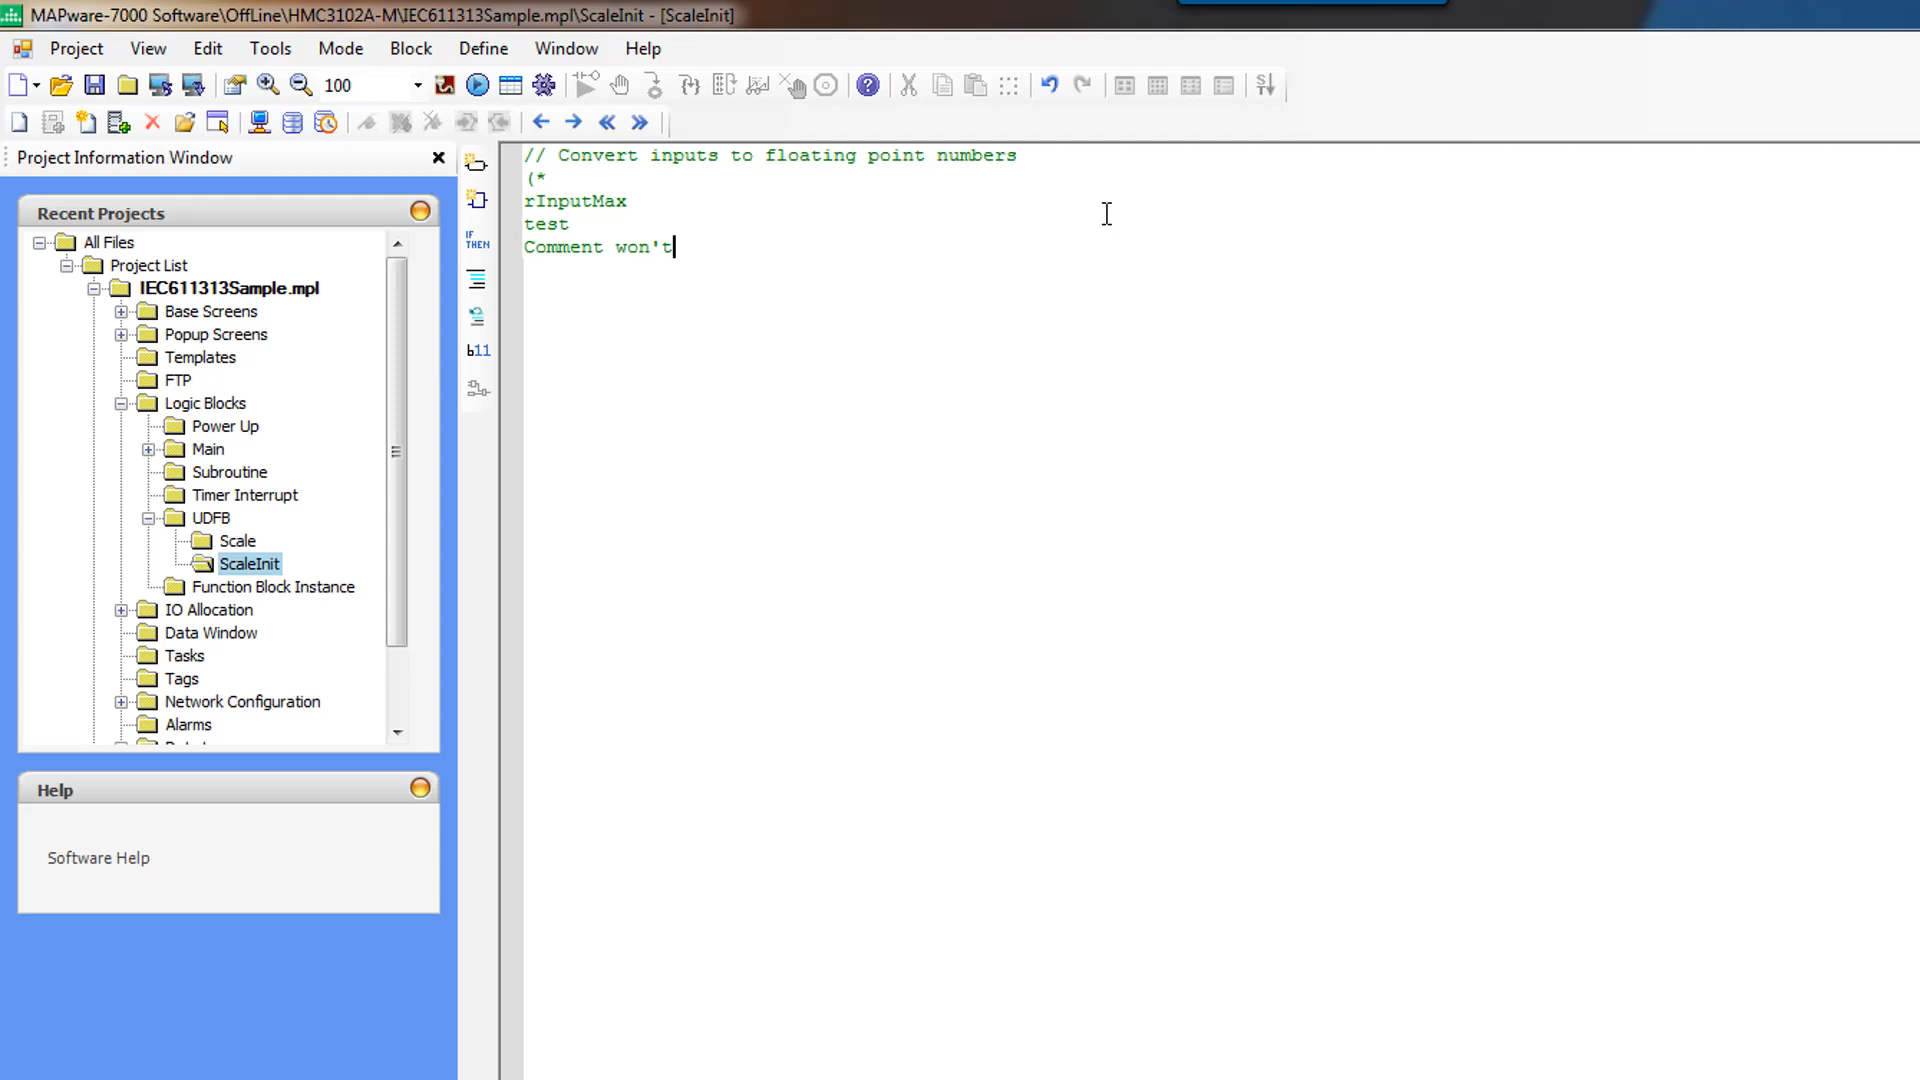 MAPware-7000 Software\OffLine\HMC3102A-M\IEC611313Sample.mpl\ScaleInit - [ScaleInit]
Project View Edit Tools Mode Block Define Window Help
100
Project Information Window
Recent Projects
All Files
Project List
IEC611313Sample.mpl
Base Screens
Popup Screens
Templates
FTP
Logic Blocks
Power Up
Main
Subroutine
Timer Interrupt
UDFB
Scale
ScaleInit
Function Block Instance
IO Allocation
Data Window
Tasks
Tags
Network Configuration
Alarms
Help
Software Help
IF
THEN
b11
// Convert inputs to floating point numbers
(*
rInputMax
test
Comment won't